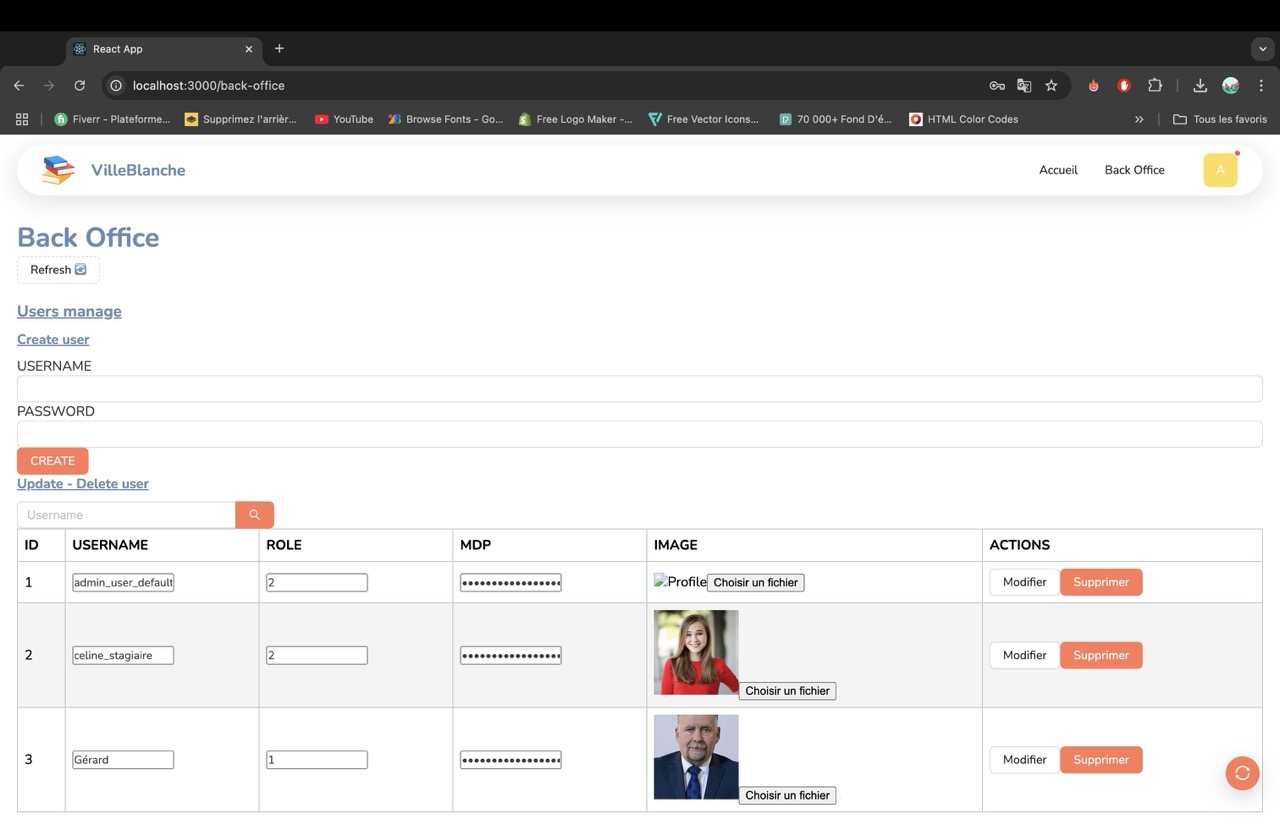 React App
localhost:3000/back-office
Fiverr - Plateforme... Supprimez l'arrièr... YouTube Browse Fonts - Go... Free Logo Maker -... Free Vector Icons... 70 000+ Fond D'é... HTML Color Codes Tous les favoris
VilleBlanche Accueil Back Office A
Back Office
Refresh
Users manage
Create user
USERNAME
PASSWORD
CREATE
Update - Delete user
Username
ID USERNAME ROLE MDP IMAGE ACTIONS
1 admin_user_default 2 •••••••••••••••• Profile Choisir un fichier Modifier Supprimer
2 celine_stagiaire 2 •••••••••••••••• Choisir un fichier Modifier Supprimer
3 Gérard 1 •••••••••••••••• Choisir un fichier Modifier Supprimer